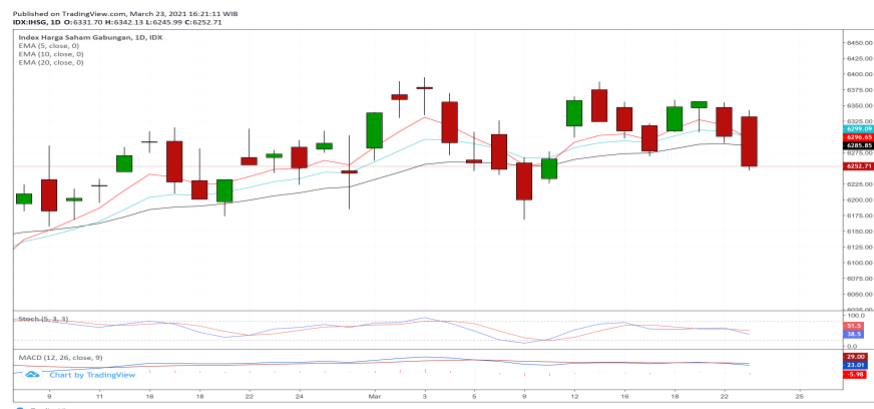 Published on TradingView.com, March 23, 2021 16:21:11 WIB
IDX:IHSG, 1D O:6331.70 H:6342.13 L:6245.99 C:6252.71
Index Harga Saham Gabungan, 1D, IDX
EMA (5, close, 0)
EMA (10, close, 0)
EMA (20, close, 0)
6450.00
6425.00
6400.00
6375.00
6350.00
6325.00
6299.09
6296.65
6285.85
6275.00
6252.71
6225.00
6200.00
6175.00
6150.00
6125.00
6100.00
6075.00
6050.00
6025.00
Stoch (5, 3, 3)
100.0
51.5
38.5
0.0
MACD (12, 26, close, 9)
29.00
23.01
-5.98
Chart by TradingView
9 11 16 18 22 24 Mar 3 5 9 12 16 18 22 25